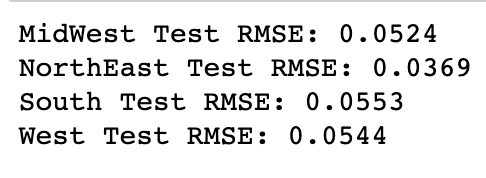 MidWest Test RMSE: 0.0524
NorthEast Test RMSE: 0.0369
South Test RMSE: 0.0553
West Test RMSE: 0.0544